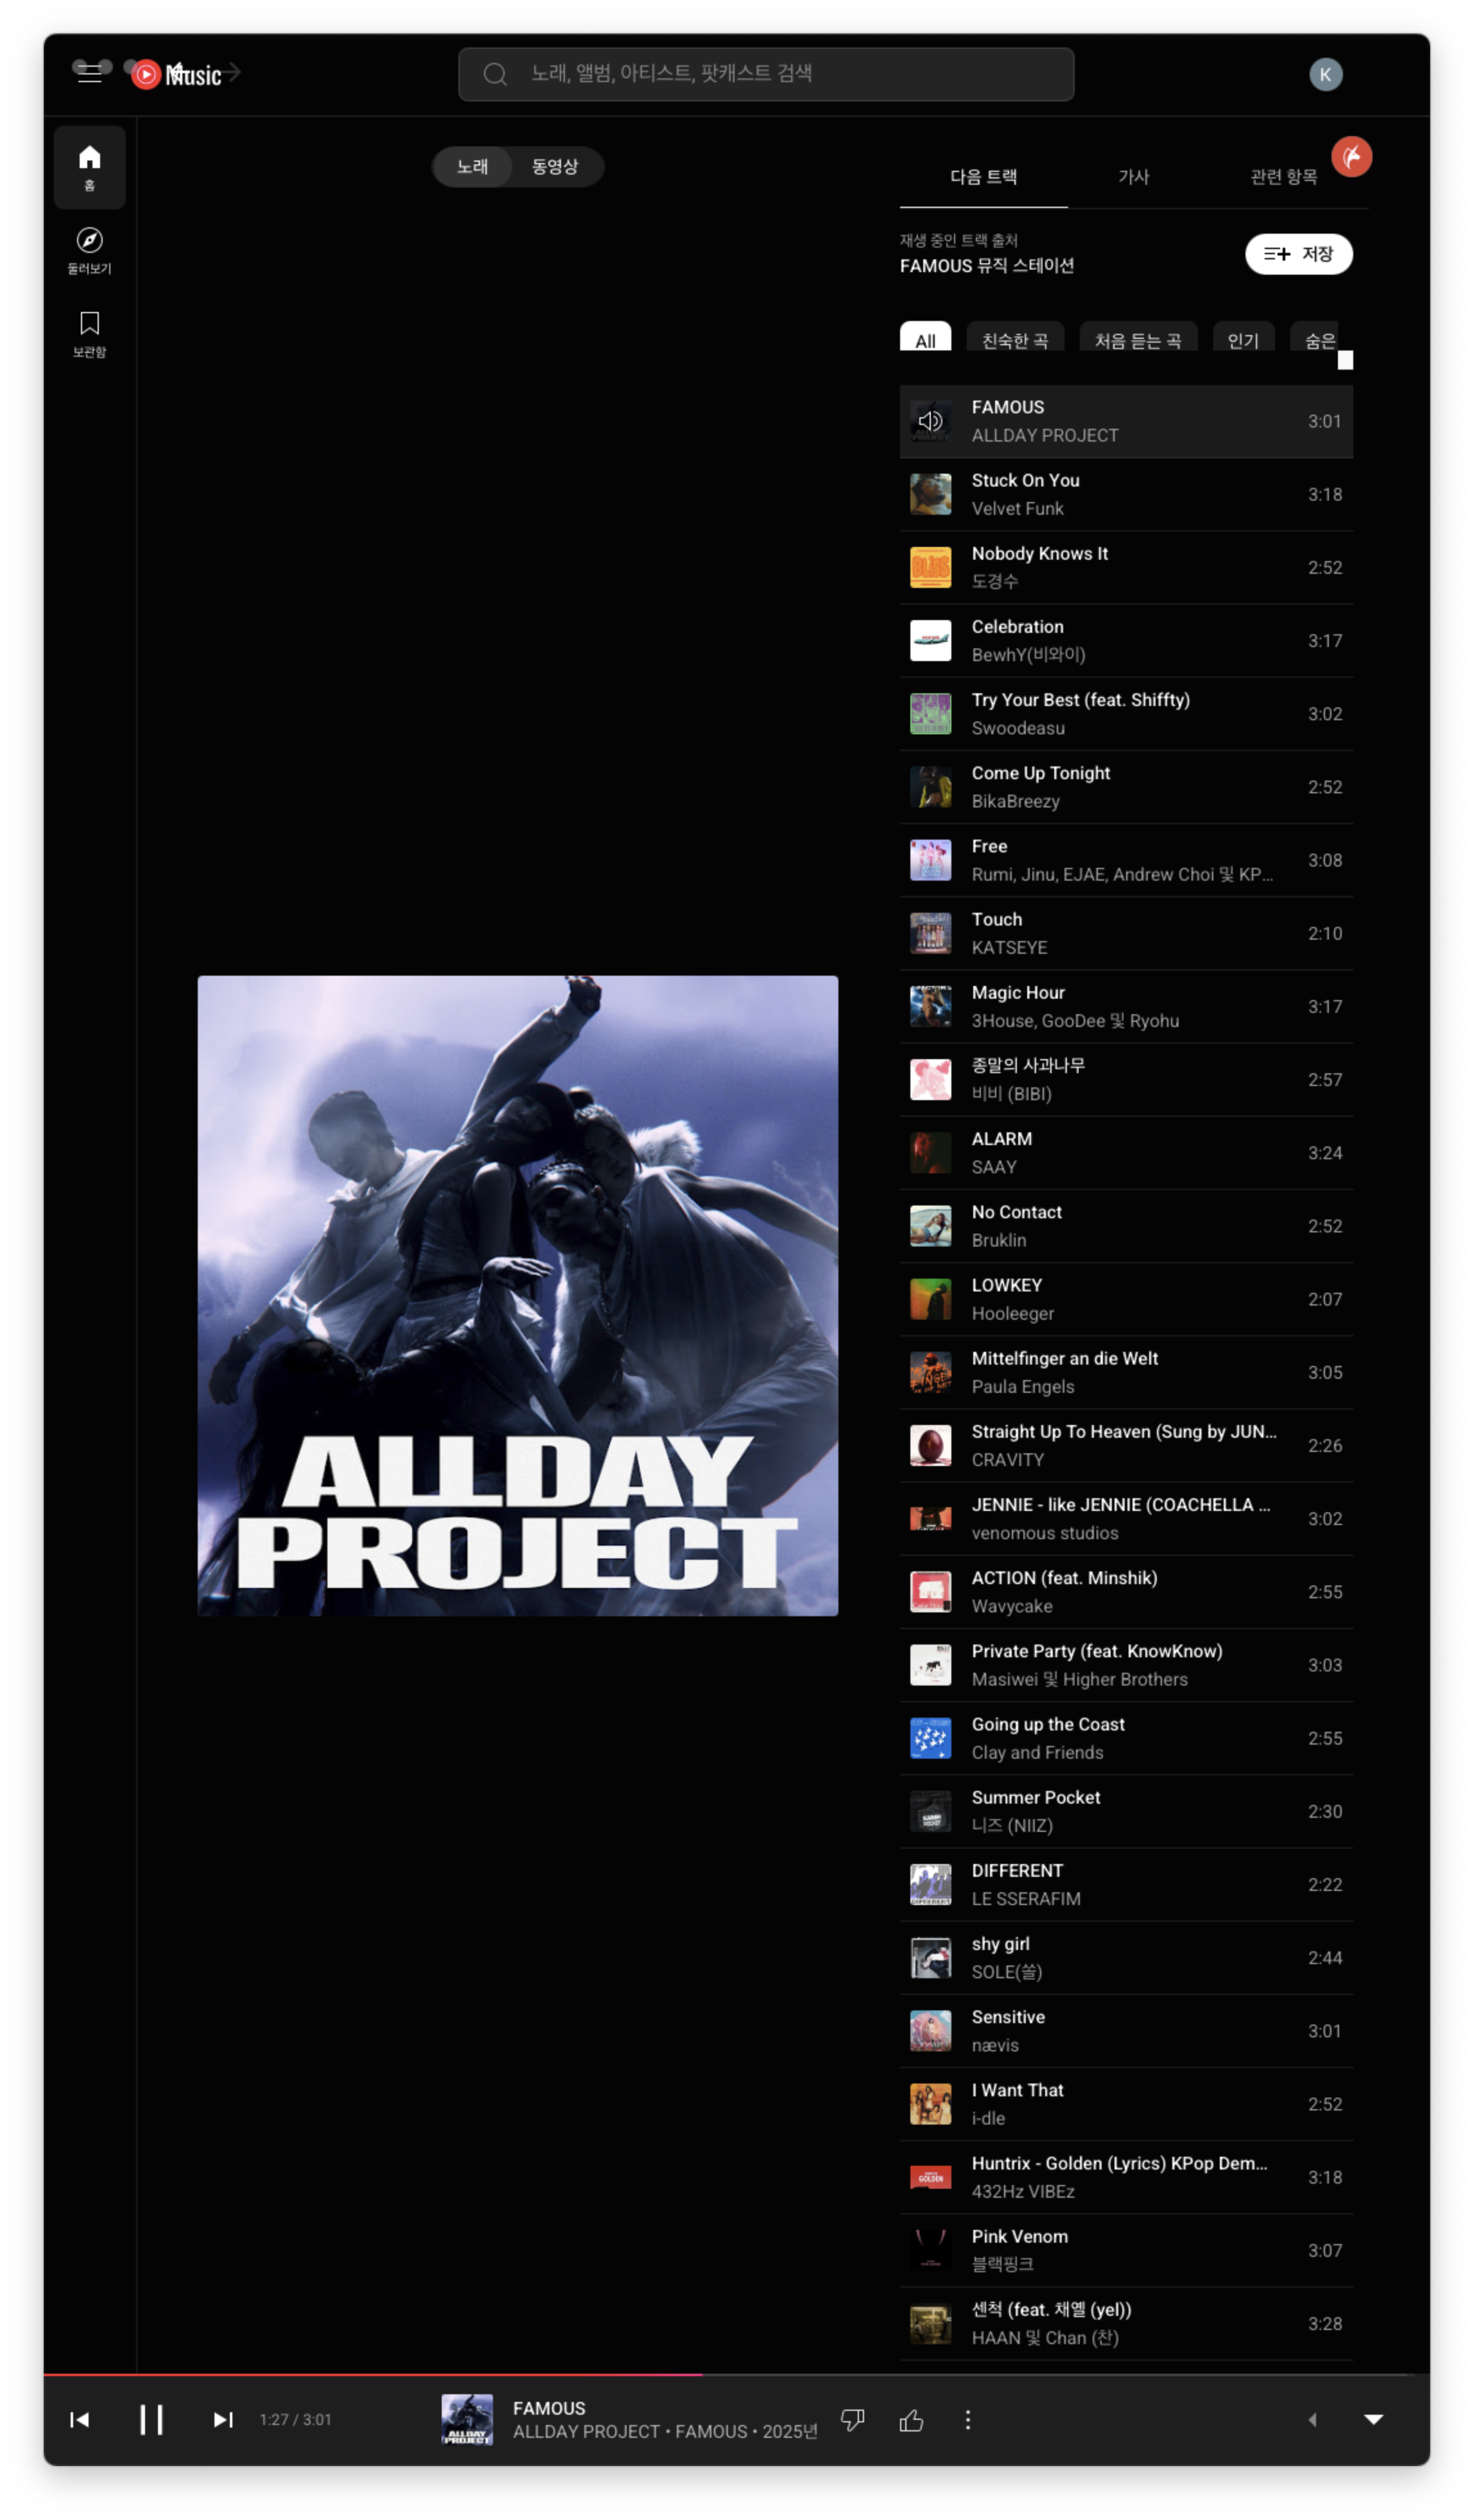 Music
노래, 앨범, 아티스트, 팟캐스트 검색
K
홈
둘러보기
보관함
노래
동영상
ALLDAY
PROJECT
다음 트랙
가사
관련 항목
재생 중인 트랙 출처
FAMOUS 뮤직 스테이션
저장
All
친숙한 곡
처음 듣는 곡
인기
숨은
FAMOUS
ALLDAY PROJECT
3:01
Stuck On You
Velvet Funk
3:18
BLISS
Nobody Knows It
도경수
2:52
Celebration
BewhY(비와이)
3:17
Try Your Best (feat. Shiffty)
Swoodeasu
3:02
Come Up Tonight
BikaBreezy
2:52
Free
Rumi, Jinu, EJAE, Andrew Choi 및 KP...
3:08
Touch
KATSEYE
2:10
Magic Hour
3House, GooDee 및 Ryohu
3:17
종말의 사과나무
비비 (BIBI)
2:57
ALARM
SAAY
3:24
No Contact
Bruklin
2:52
LOWKEY
Hooleeger
2:07
Mittelfinger an die Welt
Paula Engels
3:05
Straight Up To Heaven (Sung by JUN...
CRAVITY
2:26
JENNIE - like JENNIE (COACHELLA ...
venomous studios
3:02
ACTION (feat. Minshik)
Wavycake
2:55
Private Party (feat. KnowKnow)
Masiwei 및 Higher Brothers
3:03
Going up the Coast
Clay and Friends
2:55
Summer Pocket
니즈 (NIIZ)
2:30
DIFFERENT
LE SSERAFIM
2:22
shy girl
SOLE(쏠)
2:44
Sensitive
nævis
3:01
I Want That
i-dle
2:52
GOLDEN
Huntrix - Golden (Lyrics) KPop Dem...
432Hz VIBEz
3:18
Pink Venom
블랙핑크
3:07
센척 (feat. 채옐 (yel))
HAAN 및 Chan (찬)
3:28
1:27 / 3:01
ALLDAY
PROJECT
FAMOUS
ALLDAY PROJECT • FAMOUS • 2025년